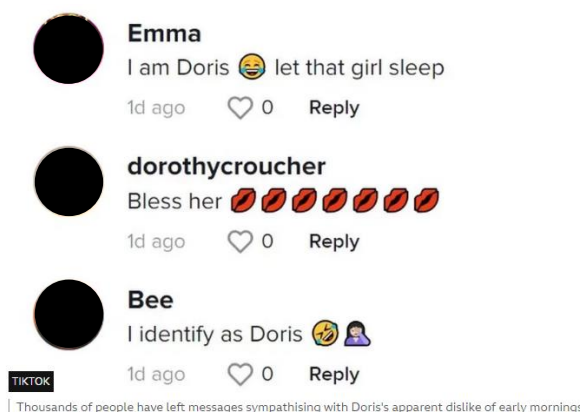 Emma
I am Doris 😂 let that girl sleep
1d ago 0 Reply
dorothycroucher
Bless her 💋💋💋💋💋💋💋
1d ago 0 Reply
Bee
I identify as Doris 🤣🤦🏻‍♀️
1d ago 0 Reply
TIKTOK
Thousands of people have left messages sympathising with Doris's apparent dislike of early mornings